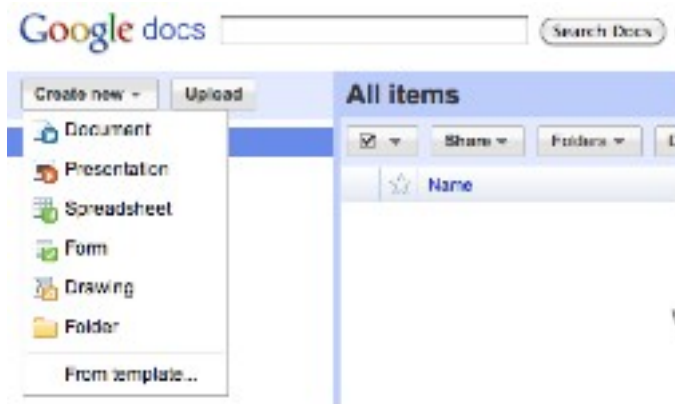 Google docs
Search Docs
Create new
Upload
All items
Document
Share
Folders
Presentation
Name
Spreadsheet
Form
Drawing
Folder
From template...